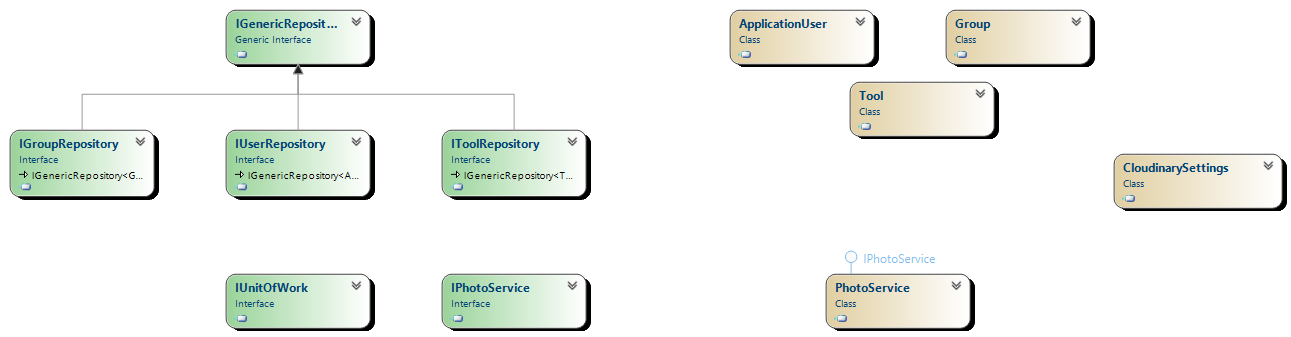 IGenericReposit...
Generic Interface
ApplicationUser
Class
Group
Class
Tool
Class
IGroupRepository
Interface
IGenericRepository<G...
IUserRepository
Interface
IGenericRepository<A...
IToolRepository
Interface
IGenericRepository<T...
CloudinarySettings
Class
IPhotoService
IUnitOfWork
Interface
IPhotoService
Interface
PhotoService
Class